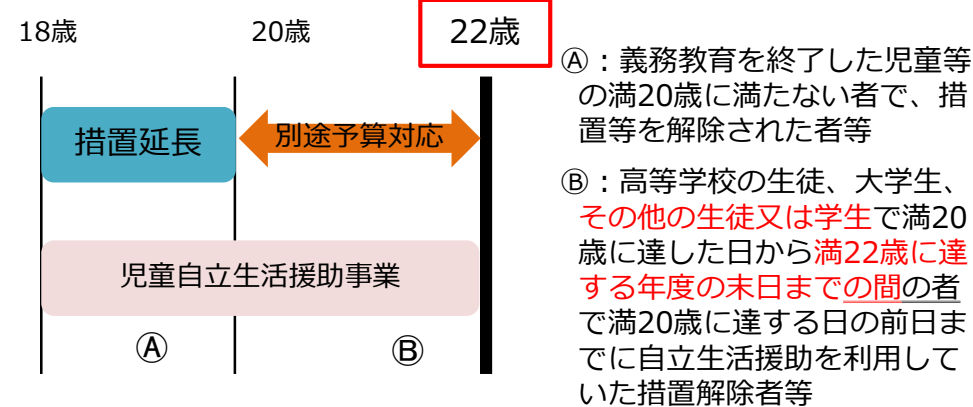 18歳
20歳
22歳
措置延長
別途予算対応
児童自立生活援助事業
Ⓐ
Ⓑ
Ⓐ：義務教育を終了した児童等
の満20歳に満たない者で、措
置等を解除された者等
Ⓑ：高等学校の生徒、大学生、
その他の生徒又は学生で満20
歳に達した日から満22歳に達
する年度の末日までの間の者
で満20歳に達する日の前日ま
でに自立生活援助を利用して
いた措置解除者等